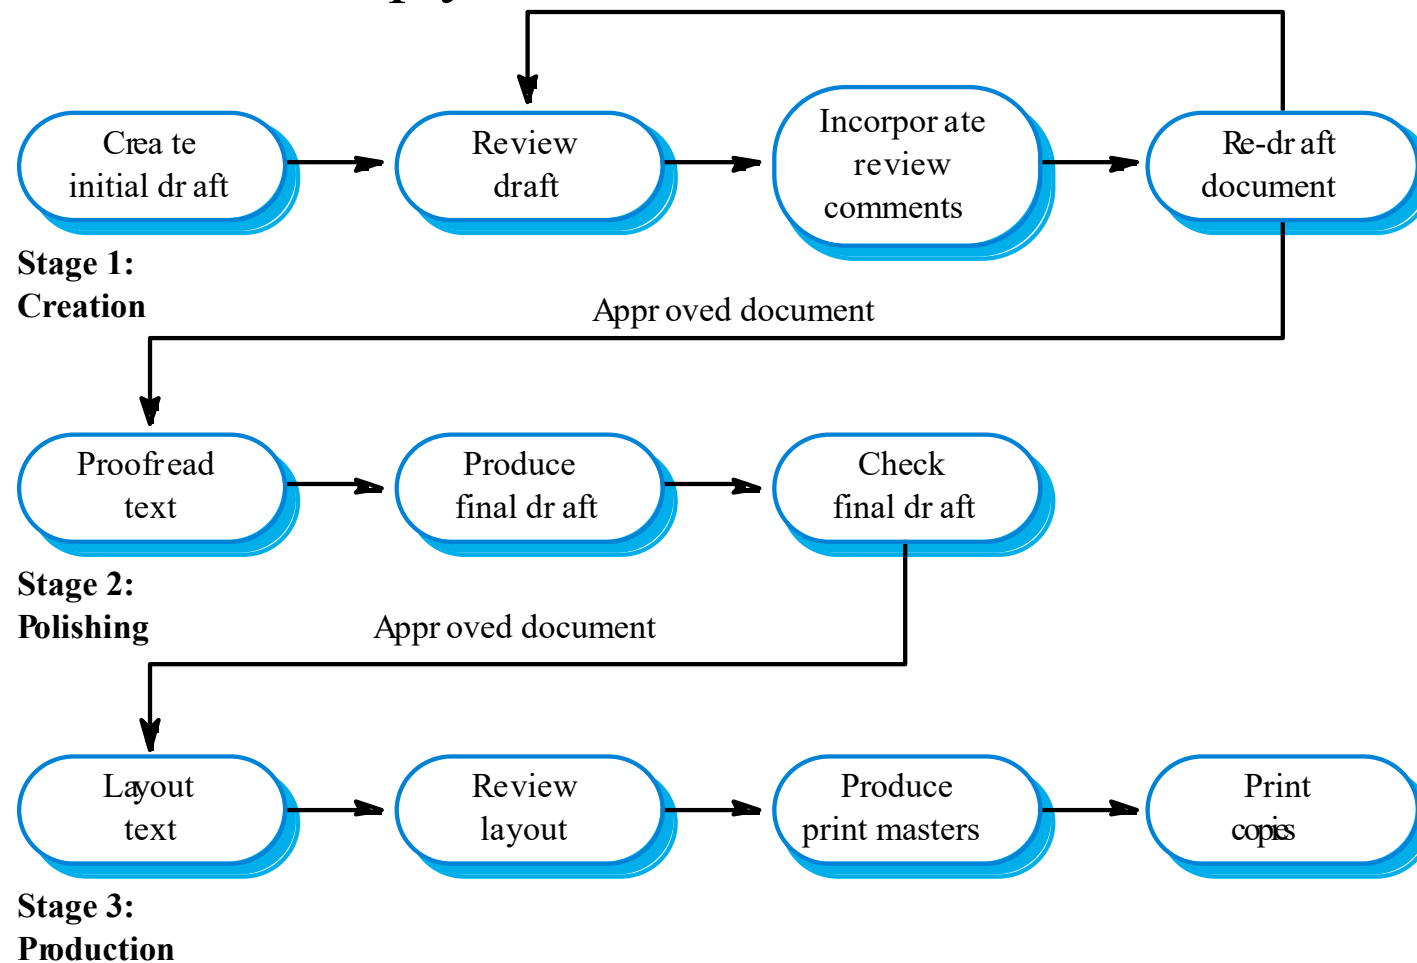 Create
initial draft
Review
draft
Incorporate
review
comments
Re-draft
document
Stage 1:
Creation
Approved document
Proofread
text
Produce
final draft
Check
final draft
Stage 2:
Polishing
Approved document
Layout
text
Review
layout
Produce
print masters
Print
copies
Stage 3:
Production